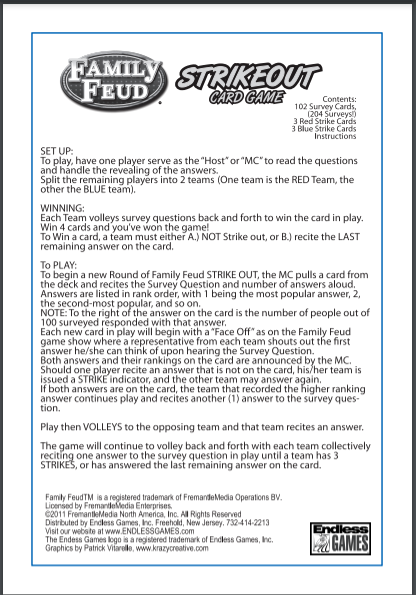 FAMILY
FEUD
STRIKEOUT
CARD GAME
Contents:
102 Survey Cards,
(204 Surveys!)
3 Red Strike Cards
3 Blue Strike Cards
Instructions
SET UP:
To play, have one player serve as the “Host” or “MC” to read the questions
and handle the revealing of the answers.
Split the remaining players into 2 teams (One team is the RED Team, the
other the BLUE team).
WINNING:
Each Team volleys survey questions back and forth to win the card in play.
Win 4 cards and you’ve won the game!
To Win a card, a team must either A.) NOT Strike out, or B.) recite the LAST
remaining answer on the card.
To PLAY:
To begin a new Round of Family Feud STRIKE OUT, the MC pulls a card from
the deck and recites the Survey Question and number of answers aloud.
Answers are listed in rank order, with 1 being the most popular answer, 2,
the second-most popular, and so on.
NOTE: To the right of the answer on the card is the number of people out of
100 surveyed responded with that answer.
Each new card in play will begin with a “Face Off” as on the Family Feud
game show where a representative from each team shouts out the first
answer he/she can think of upon hearing the Survey Question.
Both answers and their rankings on the card are announced by the MC.
Should one player recite an answer that is not on the card, his/her team is
issued a STRIKE indicator, and the other team may answer again.
If both answers are on the card, the team that recorded the higher ranking
answer continues play and recites another (1) answer to the survey ques-
tion.
Play then VOLLEYS to the opposing team and that team recites an answer.
The game will continue to volley back and forth with each team collectively
reciting one answer to the survey question in play until a team has 3
STRIKES, or has answered the last remaining answer on the card.
Family FeudTM is a registered trademark of FremantleMedia Operations BV.
Licensed by FremantleMedia Enterprises.
©2011 FremantleMedia North America, Inc. All Rights Reserved
Distributed by Endless Games, Inc. Freehold, New Jersey. 732-414-2213
Visit our website at www.ENDLESSGAMES.com
The Endess Games logo is a registered trademark of Endless Games, Inc.
Graphics by Patrick Vitarelle, www.krazycreative.com
Endless
GAMES